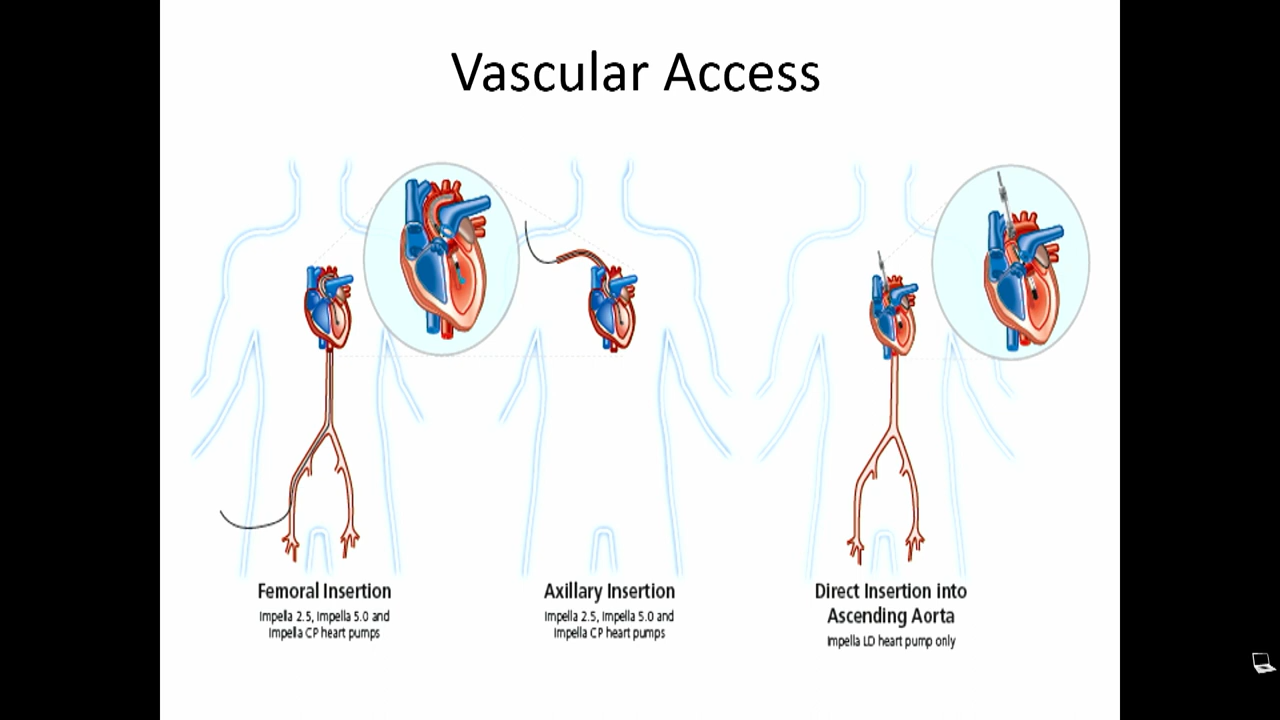 Vascular Access
Femoral Insertion
Impella 2.5, Impella 5.0 and
Impella CP heart pumps
Axillary Insertion
Impella 2.5, Impella 5.0 and
Impella CP heart pumps
Direct Insertion into
Ascending Aorta
Impella LD heart pump only